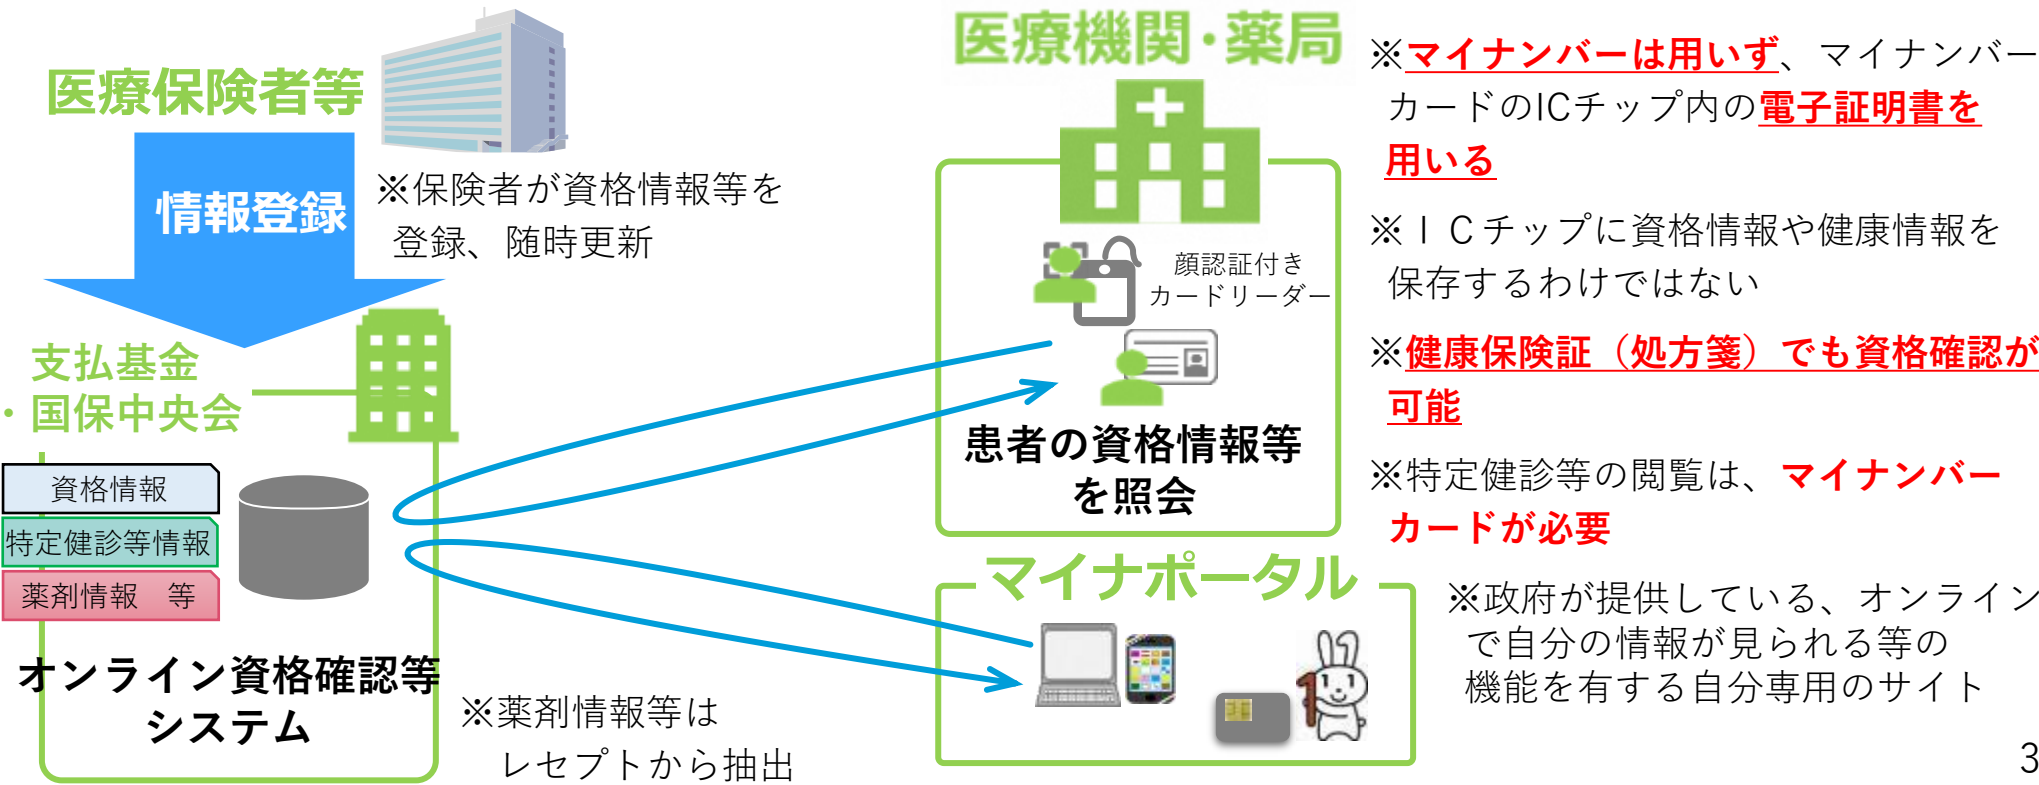 医療保険者等
情報登録
※保険者が資格情報等を
登録、随時更新
支払基金
・国保中央会
資格情報
特定健診等情報
薬剤情報　等
オンライン資格確認等
システム
※薬剤情報等は
レセプトから抽出
医療機関・薬局
顔認証付き
カードリーダー
患者の資格情報等
を照会
マイナポータル
1
※マイナンバーは用いず、マイナンバー
カードのICチップ内の電子証明書を
用いる
※ＩＣチップに資格情報や健康情報を
保存するわけではない
※健康保険証（処方箋）でも資格確認が
可能
※特定健診等の閲覧は、マイナンバー
カードが必要
※政府が提供している、オンライン
で自分の情報が見られる等の
機能を有する自分専用のサイト
3